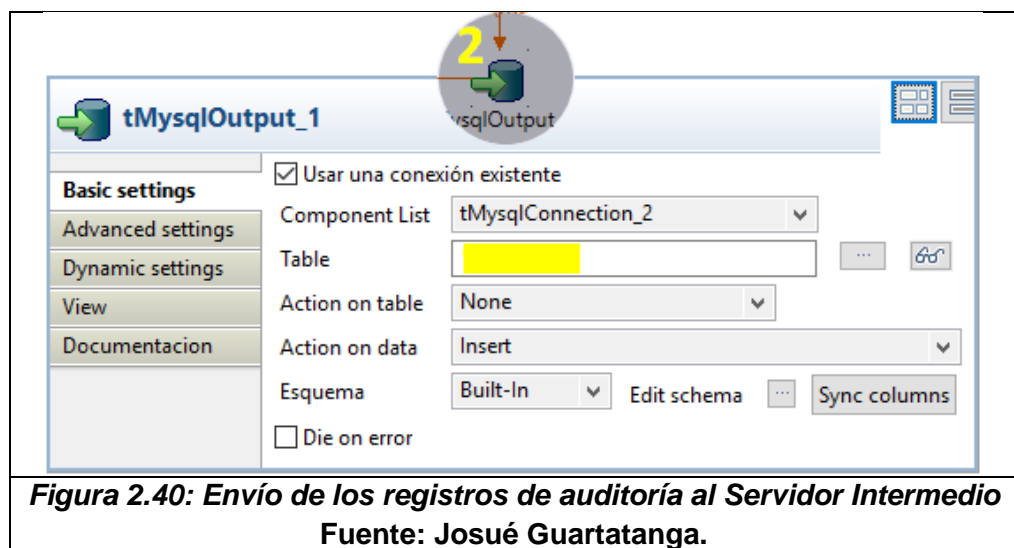 2
tMysqlOutput_1
ysqlOutput
Basic settings
Advanced settings
Dynamic settings
View
Documentacion
Usar una conexión existente
Component List tMysqlConnection_2
Table ...
Action on table None
Action on data Insert
Esquema Built-In Edit schema ... Sync columns
Die on error
Figura 2.40: Envío de los registros de auditoría al Servidor Intermedio
Fuente: Josué Guartatanga.